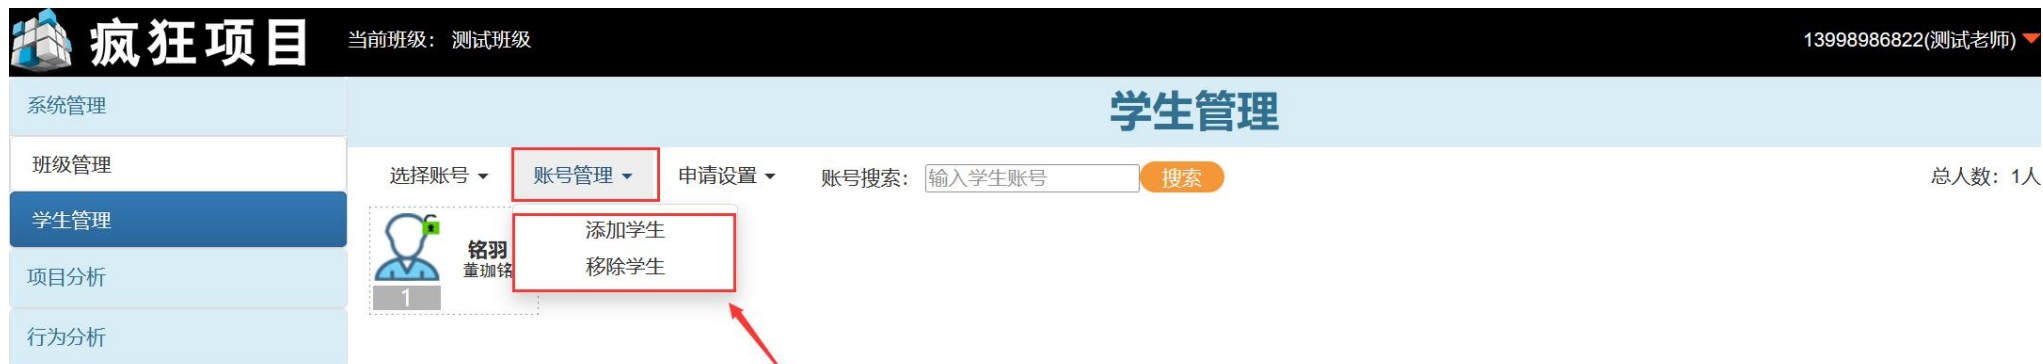 疯狂项目 当前班级： 测试班级 13998986822(测试老师)
系统管理
学生管理
班级管理
选择账号 账号管理 申请设置 账号搜索： 输入学生账号 搜索 总人数：1人
学生管理
添加学生
移除学生
铭羽
董珈铭
1
项目分析
行为分析